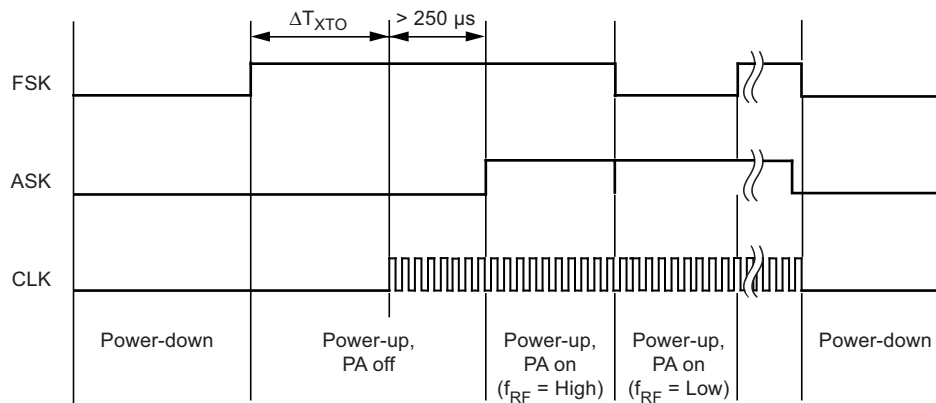 ΔT_XTO
> 250 µs
FSK
ASK
CLK
Power-down
Power-up,
PA off
Power-up,
PA on
(f_RF = High)
Power-up,
PA on
(f_RF = Low)
Power-down